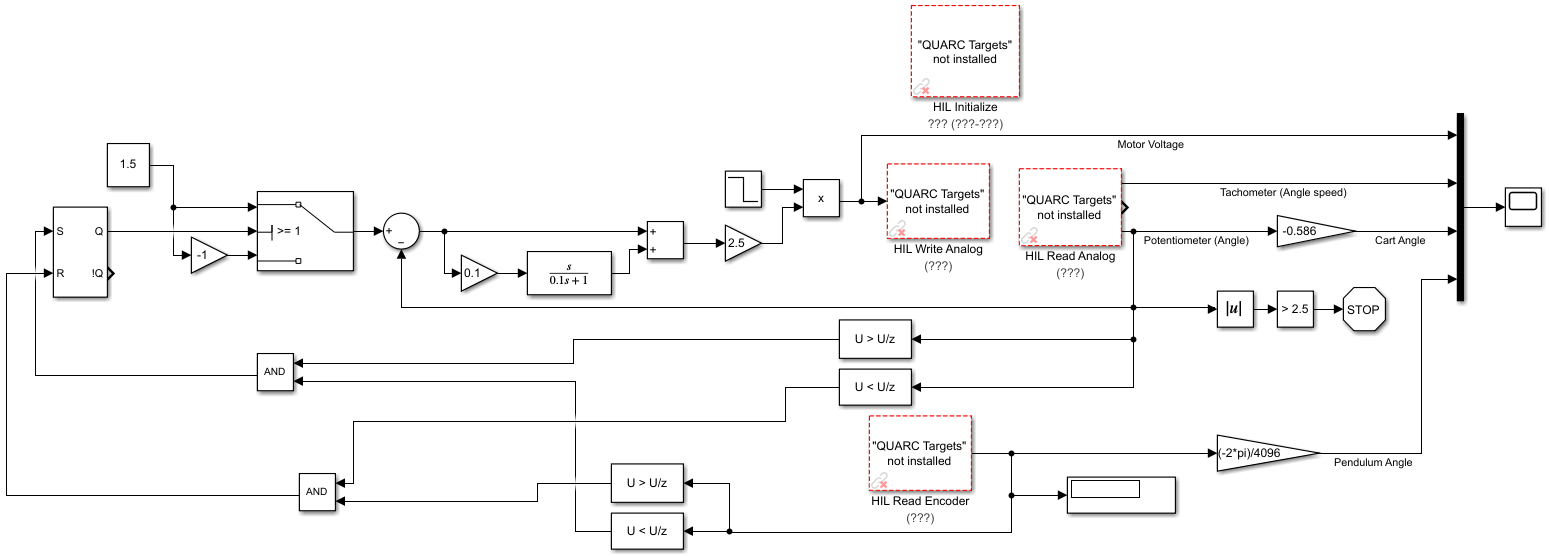 "QUARC Targets"
not installed
HIL Initialize
??? (???-???)
Motor Voltage
1.5
"QUARC Targets"
not installed
HIL Write Analog
(???)
"QUARC Targets"
not installed
HIL Read Analog
(???)
Tachometer (Angle speed)
Potentiometer (Angle)
-0.586
Cart Angle
x
S Q
R !Q
-1
>= 1
+
−
0.1
s
0.1s + 1
+
+
2.5
|u|
> 2.5
STOP
U > U/z
U < U/z
AND
"QUARC Targets"
not installed
HIL Read Encoder
(???)
(-2*pi)/4096
Pendulum Angle
AND
U > U/z
U < U/z